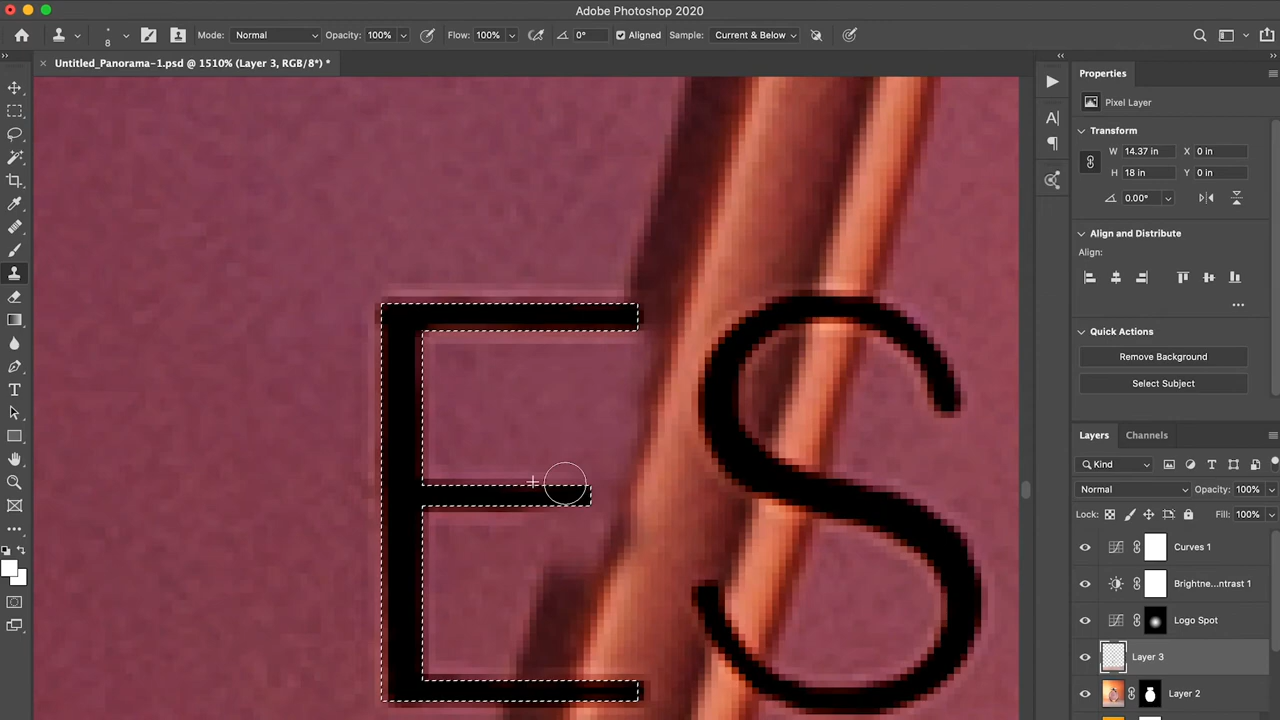 Adobe Photoshop 2020
8 Mode: Normal Opacity: 100% Flow: 100% 0° Aligned Sample: Current & Below
Untitled_Panorama-1.psd @ 1510% (Layer 3, RGB/8*) *
ES
Properties
Pixel Layer
Transform
W 14.37 in X 0 in
H 18 in Y 0 in
0.00°
Align and Distribute
Align:
Quick Actions
Remove Background
Select Subject
Layers Channels
Kind
Normal Opacity: 100%
Lock: Fill: 100%
Curves 1
Brightne...ntrast 1
Logo Spot
Layer 3
Layer 2